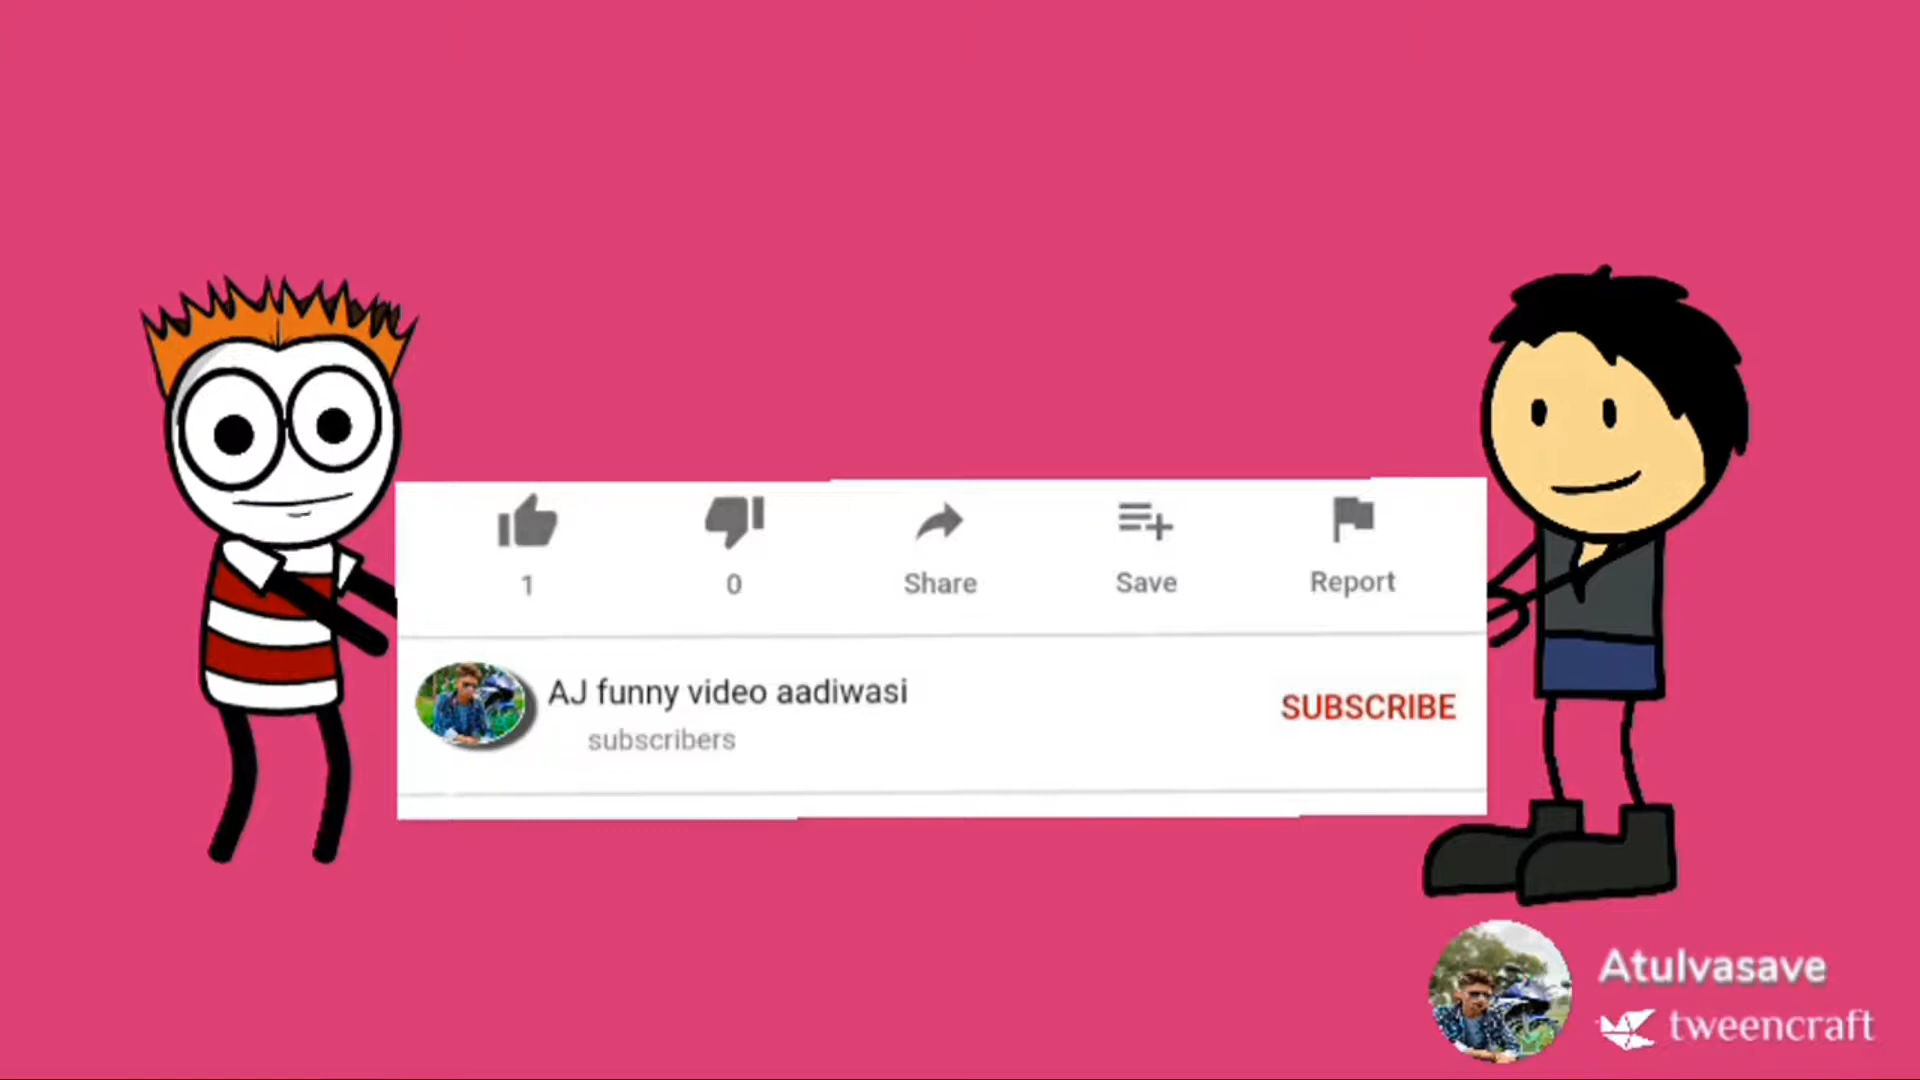 1 0 Share Save Report
AJ funny video aadiwasi
SUBSCRIBE
subscribers
Atulvasave
tweencraft